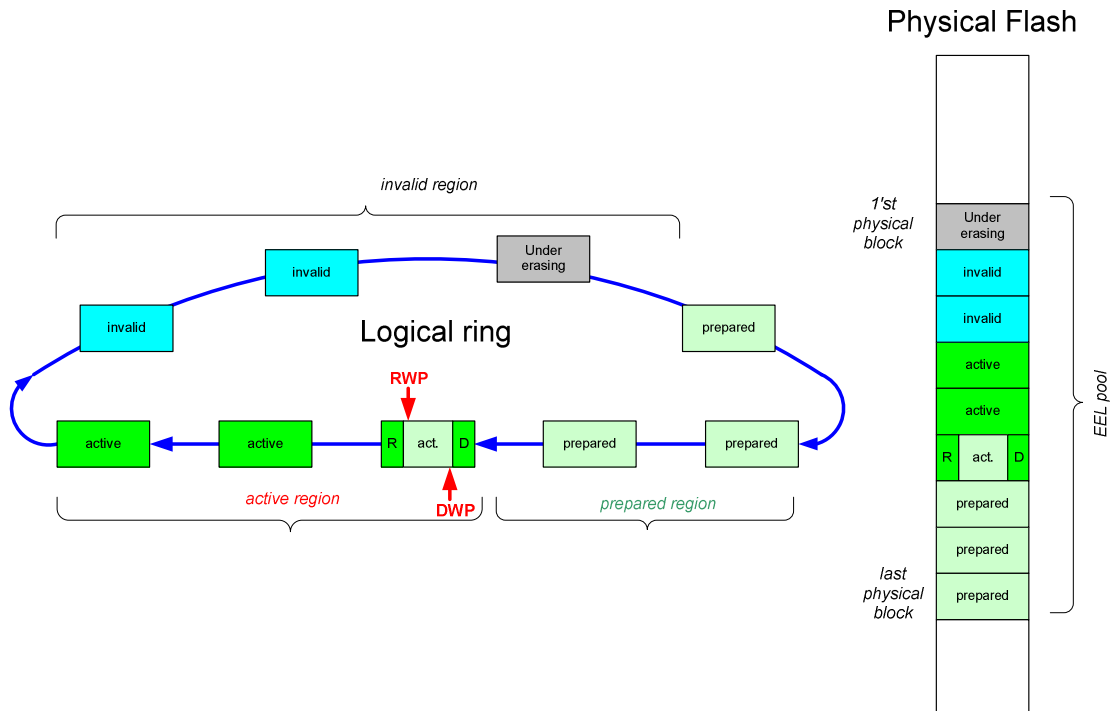 Physical Flash
invalid region
1'st
physical
block
Under
erasing
invalid
Under
erasing
invalid
invalid
invalid
prepared
Logical ring
active
RWP
active
EEL pool
active
active
R
act.
D
prepared
prepared
R
act.
D
active region
DWP
prepared region
prepared
prepared
last
physical
block
prepared